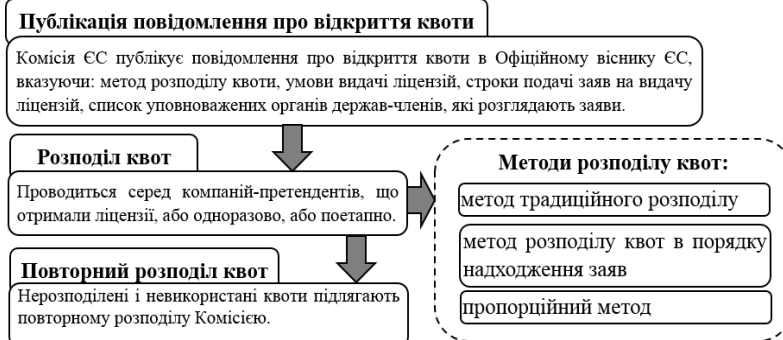 Публікація повідомлення про відкриття квоти
Комісія ЄС публікує повідомлення про відкриття квоти в Офіційному віснику ЄС,
вказуючи: метод розподілу квоти, умови видачі ліцензій, строки подачі заяв на видачу
ліцензій, список уповноважених органів держав-членів, які розглядають заяви.
Розподіл квот
Проводиться серед компаній-претендентів, що
отримали ліцензії, або одноразово, або поетапно.
Повторний розподіл квот
Нерозподілені і невикористані квоти підлягають
повторному розподілу Комісією.
Методи розподілу квот:
метод традиційного розподілу
метод розподілу квот в порядку
надходження заяв
пропорційний метод